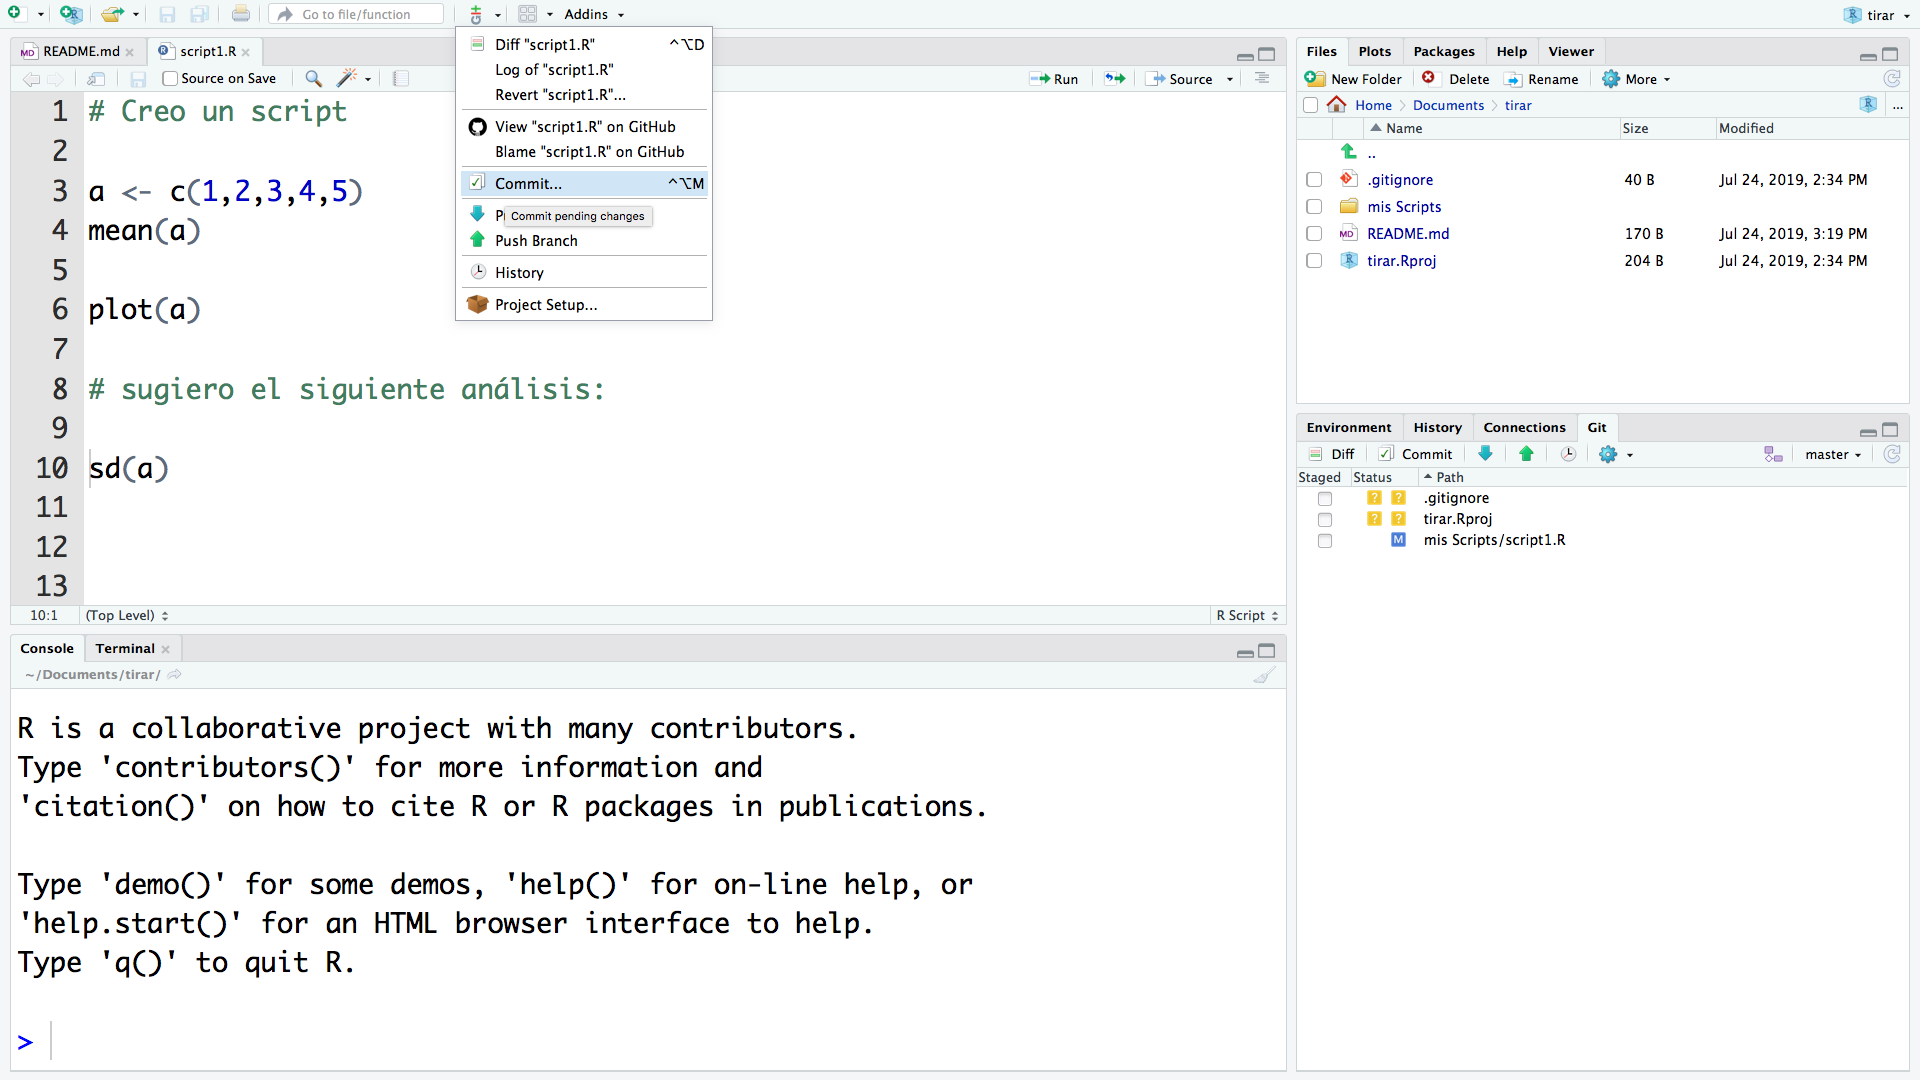 Go to file/function
Addins
tirar
README.md
script1.R
Source on Save
Run
Source
1 # Creo un script
2
3 a <- c(1,2,3,4,5)
4 mean(a)
5
6 plot(a)
7
8 # sugiero el siguiente análisis:
9
10 sd(a)
11
12
13
10:1 (Top Level)
R Script
Diff "script1.R" ^⌥D
Log of "script1.R"
Revert "script1.R"...
View "script1.R" on GitHub
Blame "script1.R" on GitHub
Commit... ^⌥M
Commit pending changes
Push Branch
History
Project Setup...
Console Terminal
~/Documents/tirar/
R is a collaborative project with many contributors.
Type 'contributors()' for more information and
'citation()' on how to cite R or R packages in publications.
Type 'demo()' for some demos, 'help()' for on-line help, or
'help.start()' for an HTML browser interface to help.
Type 'q()' to quit R.
>
Files Plots Packages Help Viewer
New Folder Delete Rename More
Home Documents tirar ...
Name Size Modified
..
.gitignore 40 B Jul 24, 2019, 2:34 PM
mis Scripts
README.md 170 B Jul 24, 2019, 3:19 PM
tirar.Rproj 204 B Jul 24, 2019, 2:34 PM
Environment History Connections Git
Diff Commit master
Staged Status Path
? ? .gitignore
? ? tirar.Rproj
M mis Scripts/script1.R